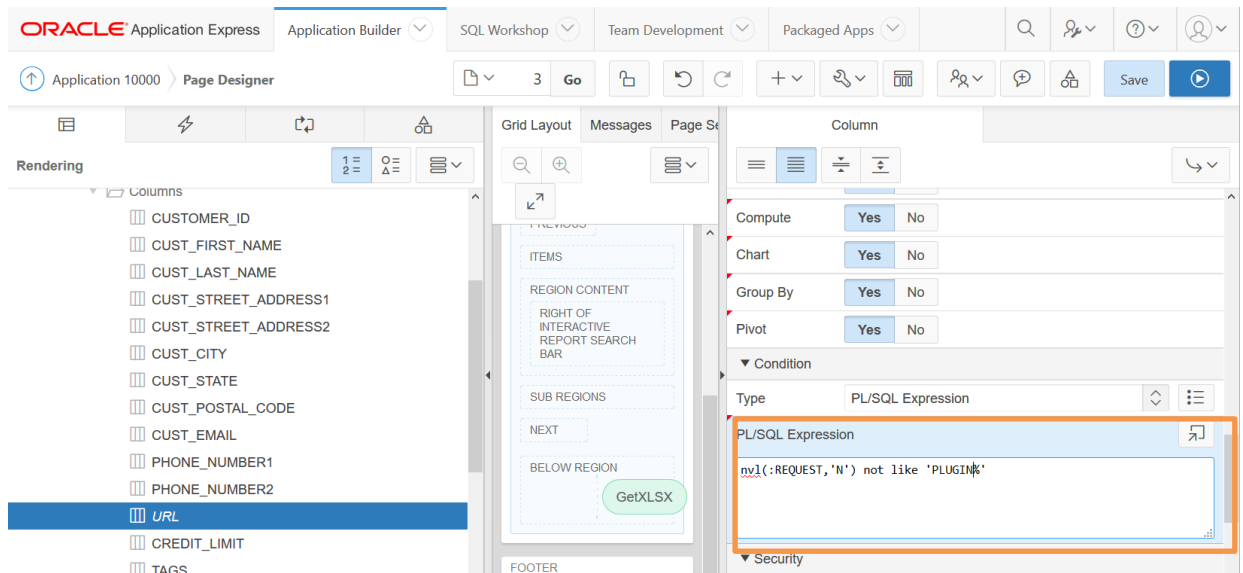 ORACLE Application Express
Application Builder
SQL Workshop
Team Development
Packaged Apps
Application 10000
Page Designer
3
Go
Save
Rendering
Columns
CUSTOMER_ID
CUST_FIRST_NAME
CUST_LAST_NAME
CUST_STREET_ADDRESS1
CUST_STREET_ADDRESS2
CUST_CITY
CUST_STATE
CUST_POSTAL_CODE
CUST_EMAIL
PHONE_NUMBER1
PHONE_NUMBER2
URL
CREDIT_LIMIT
TAGS
Grid Layout
Messages
Page Se
PREVIOUS
ITEMS
REGION CONTENT
RIGHT OF
INTERACTIVE
REPORT SEARCH
BAR
SUB REGIONS
NEXT
BELOW REGION
GetXLSX
FOOTER
Column
Compute Yes No
Chart Yes No
Group By Yes No
Pivot Yes No
Condition
Type PL/SQL Expression
PL/SQL Expression
nvl(:REQUEST,'N') not like 'PLUGIN%'
Security